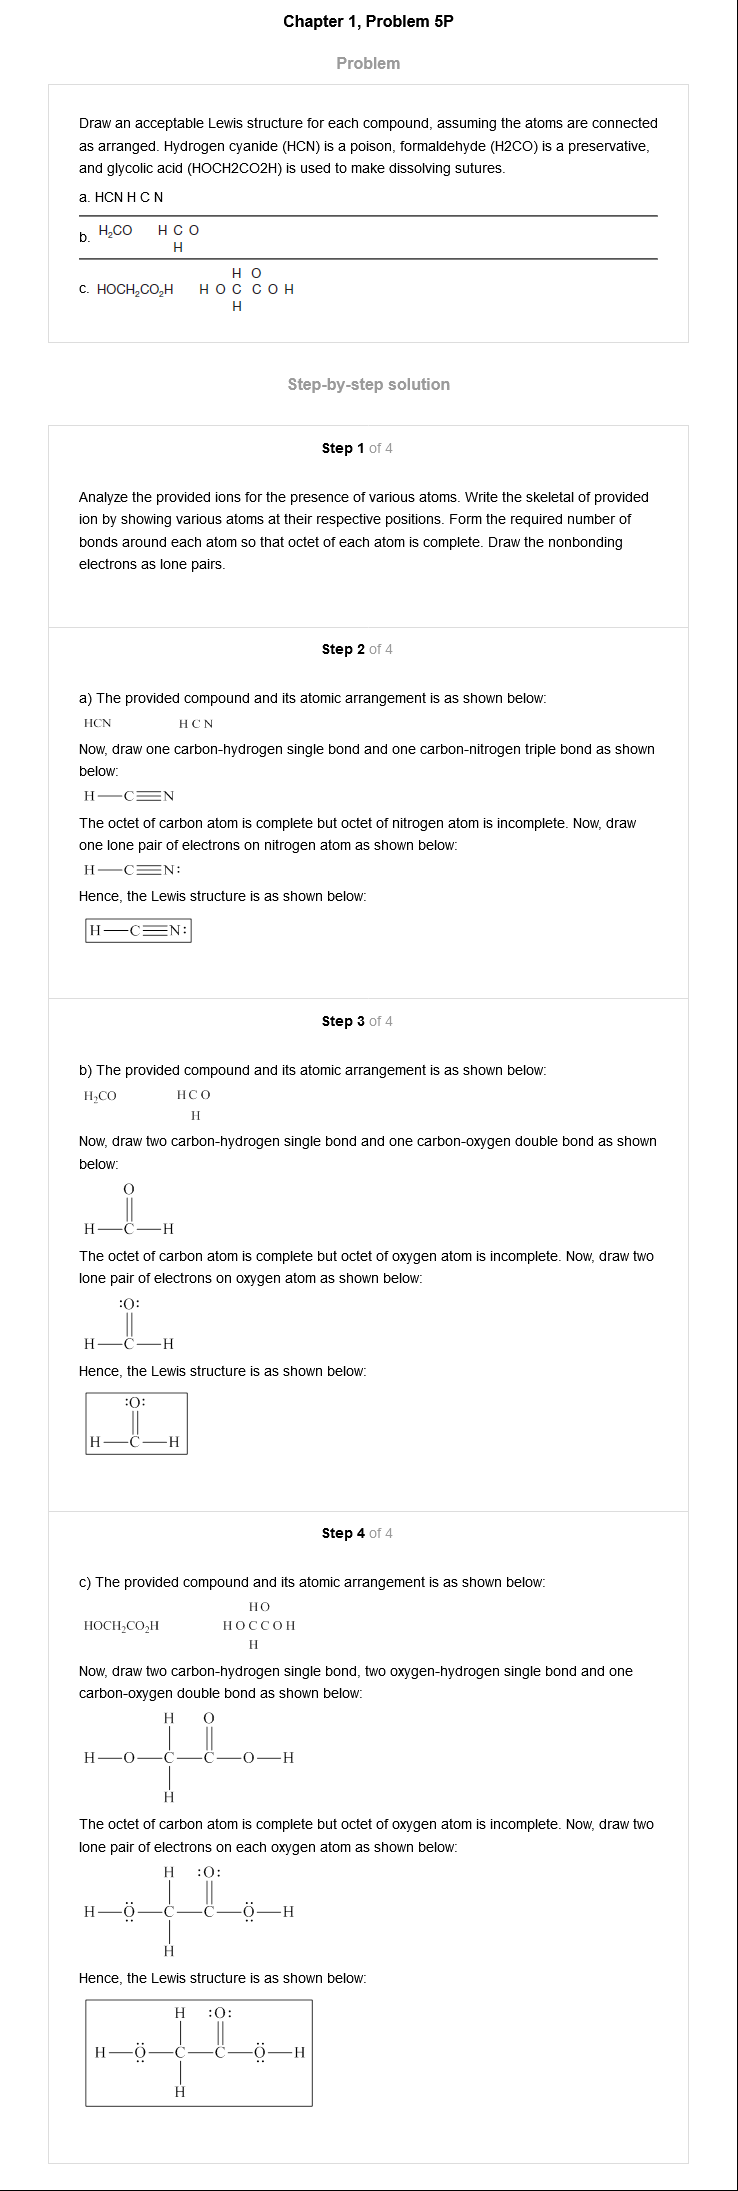 Chapter 1, Problem 5P
Problem
Draw an acceptable Lewis structure for each compound, assuming the atoms are connected
as arranged. Hydrogen cyanide (HCN) is a poison, formaldehyde (H2CO) is a preservative,
and glycolic acid (HOCH2CO2H) is used to make dissolving sutures.
a. HCN H C N
b. H₂CO H C O
H
H O
c. HOCH₂CO₂H H O C C O H
H
Step-by-step solution
Step 1 of 4
Analyze the provided ions for the presence of various atoms. Write the skeletal of provided
ion by showing various atoms at their respective positions. Form the required number of
bonds around each atom so that octet of each atom is complete. Draw the nonbonding
electrons as lone pairs.
Step 2 of 4
a) The provided compound and its atomic arrangement is as shown below:
HCN H C N
Now, draw one carbon-hydrogen single bond and one carbon-nitrogen triple bond as shown
below:
H—C≡N
The octet of carbon atom is complete but octet of nitrogen atom is incomplete. Now, draw
one lone pair of electrons on nitrogen atom as shown below:
H—C≡N:
Hence, the Lewis structure is as shown below:
H—C≡N:
Step 3 of 4
b) The provided compound and its atomic arrangement is as shown below:
H₂CO H C O
H
Now, draw two carbon-hydrogen single bond and one carbon-oxygen double bond as shown
below:
O
H—C—H
The octet of carbon atom is complete but octet of oxygen atom is incomplete. Now, draw two
lone pair of electrons on oxygen atom as shown below:
:O:
H—C—H
Hence, the Lewis structure is as shown below:
:O:
H—C—H
Step 4 of 4
c) The provided compound and its atomic arrangement is as shown below:
H O
HOCH₂CO₂H H O C C O H
H
Now, draw two carbon-hydrogen single bond, two oxygen-hydrogen single bond and one
carbon-oxygen double bond as shown below:
H O
H—O—C—C—O—H
H
The octet of carbon atom is complete but octet of oxygen atom is incomplete. Now, draw two
lone pair of electrons on each oxygen atom as shown below:
H :O:
H—O—C—C—O—H
H
Hence, the Lewis structure is as shown below:
H :O:
H—O—C—C—O—H
H